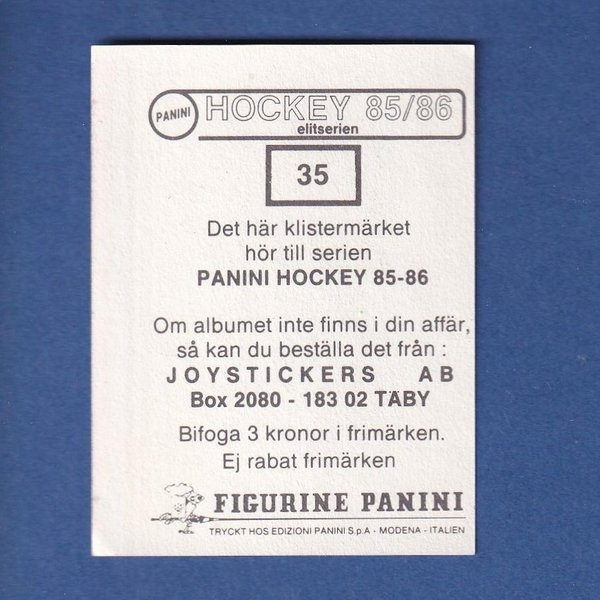 PANINI HOCKEY 85/86
elitserien
35
Det här klistermärket
hör till serien
PANINI HOCKEY 85-86
Om albumet inte finns i din affär,
så kan du beställa det från :
JOYSTICKERS AB
Box 2080 - 183 02 TÄBY
Bifoga 3 kronor i frimärken.
Ej rabat frimärken
FIGURINE PANINI
TRYCKT HOS EDIZIONI PANINI S.p.A - MODENA - ITALIEN